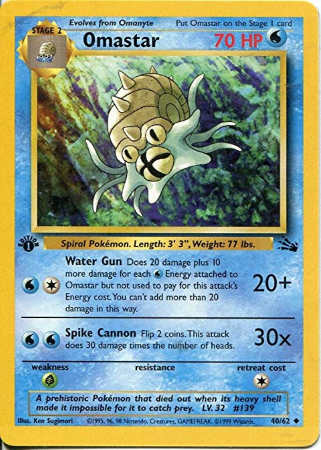 Evolves from Omanyte Put Omastar on the Stage 1 card
STAGE 2 Omastar 70 HP
EDITION
1
Spiral Pokémon. Length: 3' 3", Weight: 77 lbs.
Water Gun Does 20 damage plus 10
more damage for each Energy attached to
Omastar but not used to pay for this attack's
Energy cost. You can't add more than 20
damage in this way.
20+
Spike Cannon Flip 2 coins. This attack
does 30 damage times the number of heads.
30x
weakness resistance retreat cost
A prehistoric Pokémon that died out when its heavy shell
made it impossible for it to catch prey. LV. 32 #139
Illus. Ken Sugimori ©1995, 96, 98 Nintendo, Creatures, GAMEFREAK. ©1999 Wizards. 40/62